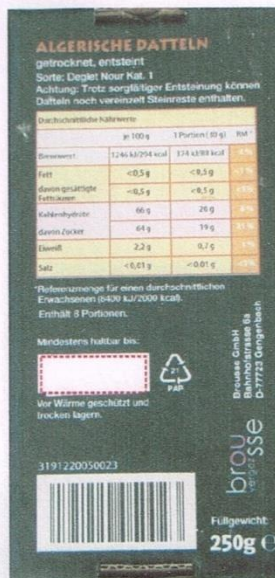 ALGERISCHE DATTELN
getrocknet, entsteint
Sorte: Deglet Nour Kat. 1
Achtung: Trotz sorgfältiger Entsteinung können
Datteln noch vereinzelt Steinreste enthalten.
Durchschnittliche Nährwerte
je 100 g 1 Portion (30 g) RM*
Brennwert 1246 kJ/294 kcal 374 kJ/88 kcal 4%
Fett <0,5 g <0,5 g <1%
davon gesättigte Fettsäuren <0,5 g <0,5 g
Kohlenhydrate 66 g 20 g
davon Zucker 64 g 19 g 21%
Eiweiß 2,2 g 0,7 g
Salz <0,01 g <0,01 g
*Referenzmenge für einen durchschnittlichen
Erwachsenen (8400 kJ/2000 kcal).
Enthält 8 Portionen.
Mindestens haltbar bis:
21
PAP
Vor Wärme geschützt und
trocken lagern.
Brousse GmbH
Bahnhofstrasse 6a
D-77723 Gengenbach
brousse
vergor
3191220050023
Füllgewicht:
250g e